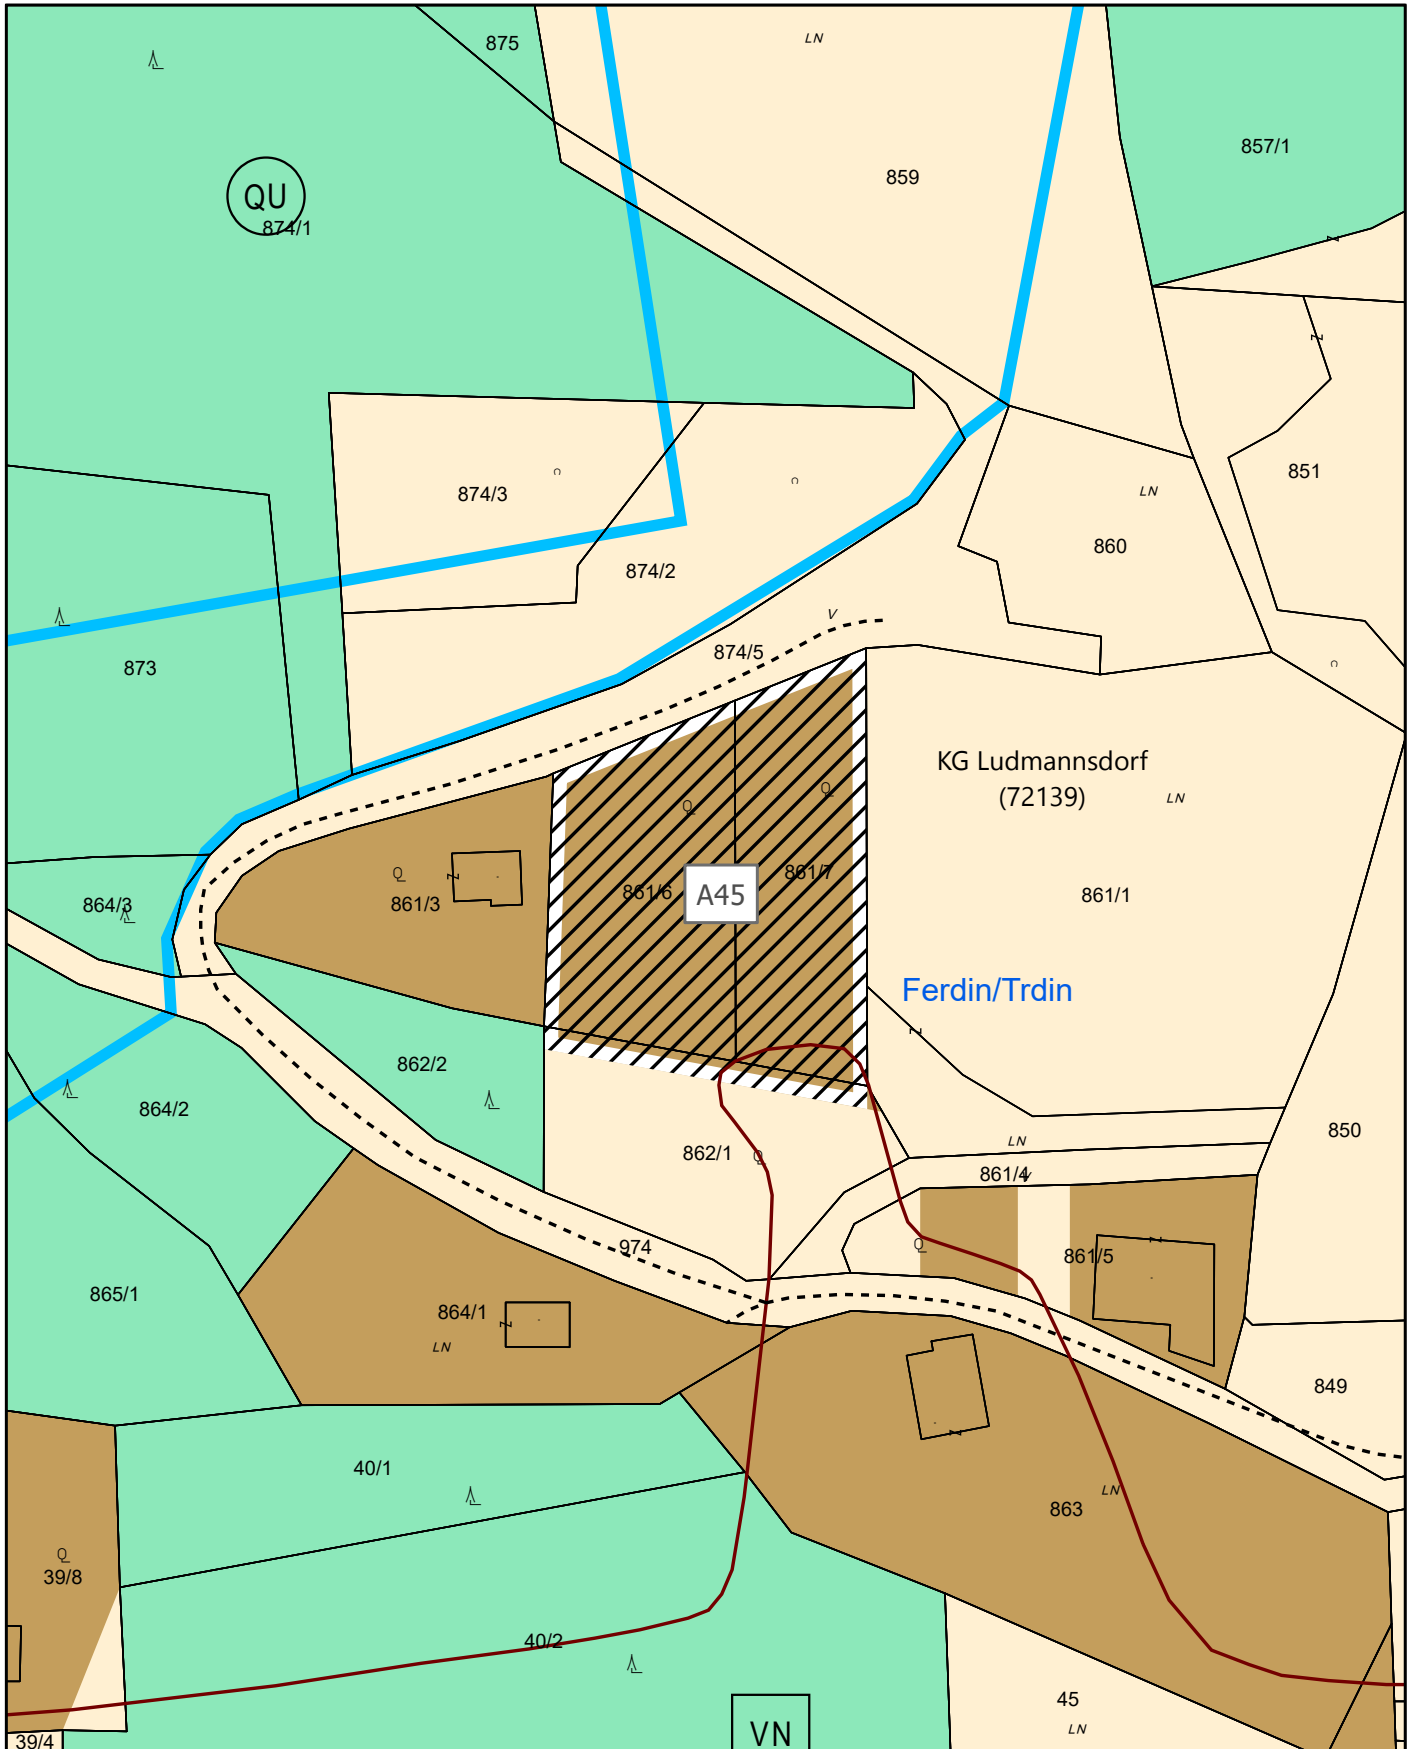 875
LN
857/1
859
QU
874/1
851
874/3
LN
860
874/2
V
874/5
873
KG Ludmannsdorf
(72139)
LN
Q
Q
861/7
861/6
A45
861/1
Q
861/3
864/3
Ferdin/Trdin
862/2
864/2
850
LN
862/1
Q
861/4
V
974
Q
861/5
865/1
864/1
LN
849
40/1
LN
863
Q
39/8
40/2
45
LN
VN
39/4